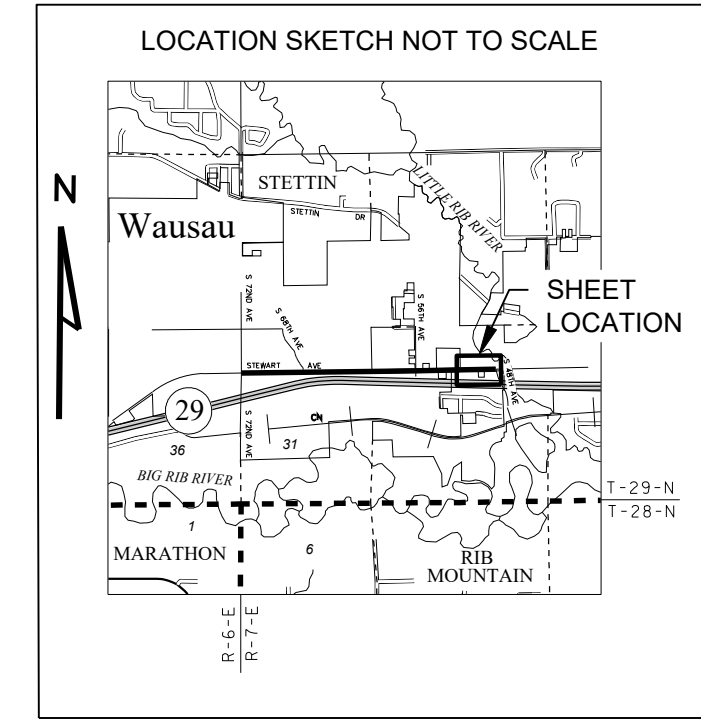 LOCATION SKETCH NOT TO SCALE
N
STETTIN
STETTIN DR
LITTLE RIB RIVER
Wausau
S 72ND AVE
S 68TH AVE
S 56TH AVE
SHEET
LOCATION
STEWART AVE
S 48TH AVE
29
S 72ND AVE
CN
36
31
BIG RIB RIVER
T-29-N
T-28-N
1
6
MARATHON
RIB
MOUNTAIN
R-6-E
R-7-E